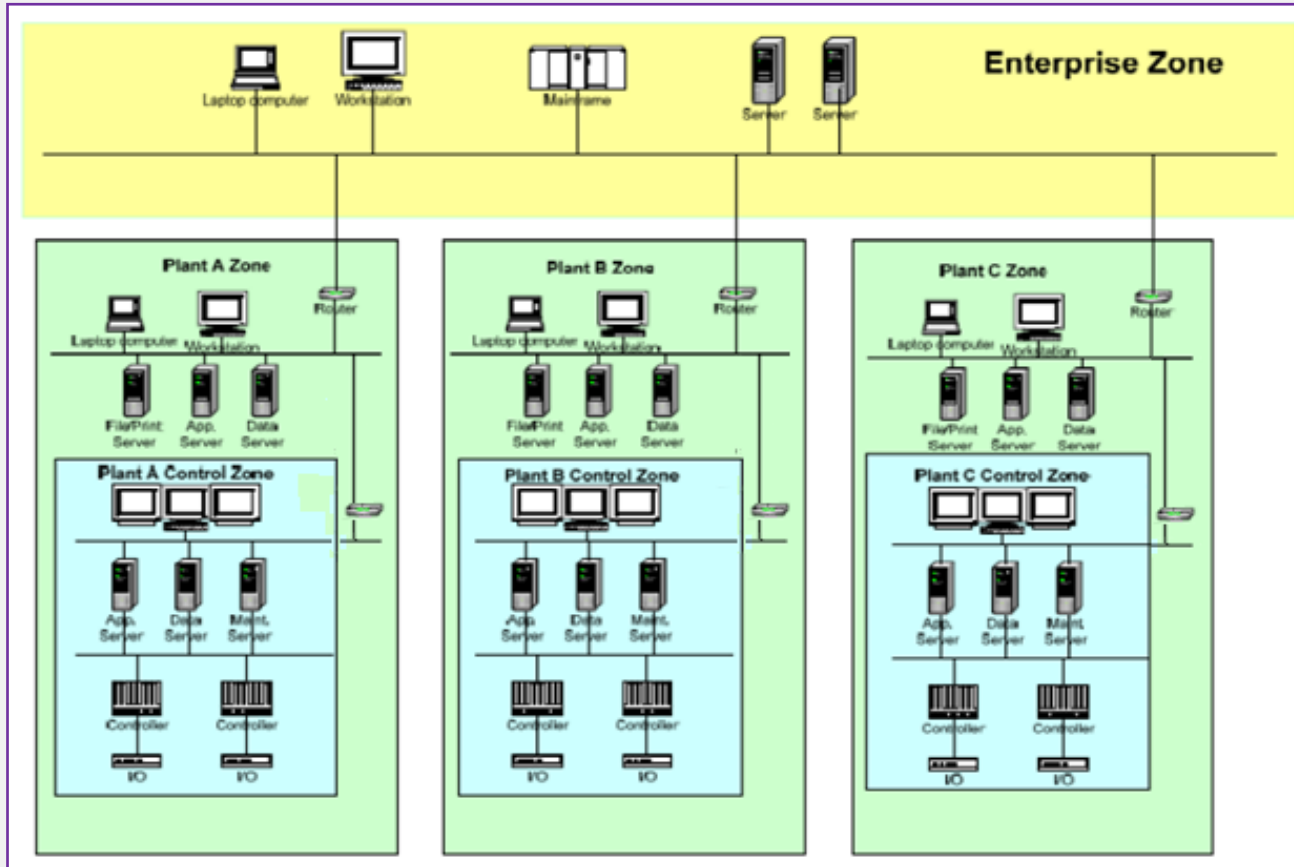 Enterprise Zone
Laptop computer
Workstation
Mainframe
Server
Server
Plant A Zone
Router
Laptop computer
Workstation
File/Print
Server
App.
Server
Data
Server
Plant A Control Zone
App.
Server
Data
Server
Maint.
Server
Controller
Controller
I/O
I/O
Plant B Zone
Router
Laptop computer
Workstation
File/Print
Server
App.
Server
Data
Server
Plant B Control Zone
App.
Server
Data
Server
Maint.
Server
Controller
Controller
I/O
I/O
Plant C Zone
Router
Laptop computer
Workstation
File/Print
Server
App.
Server
Data
Server
Plant C Control Zone
App.
Server
Data
Server
Maint.
Server
Controller
Controller
I/O
I/O